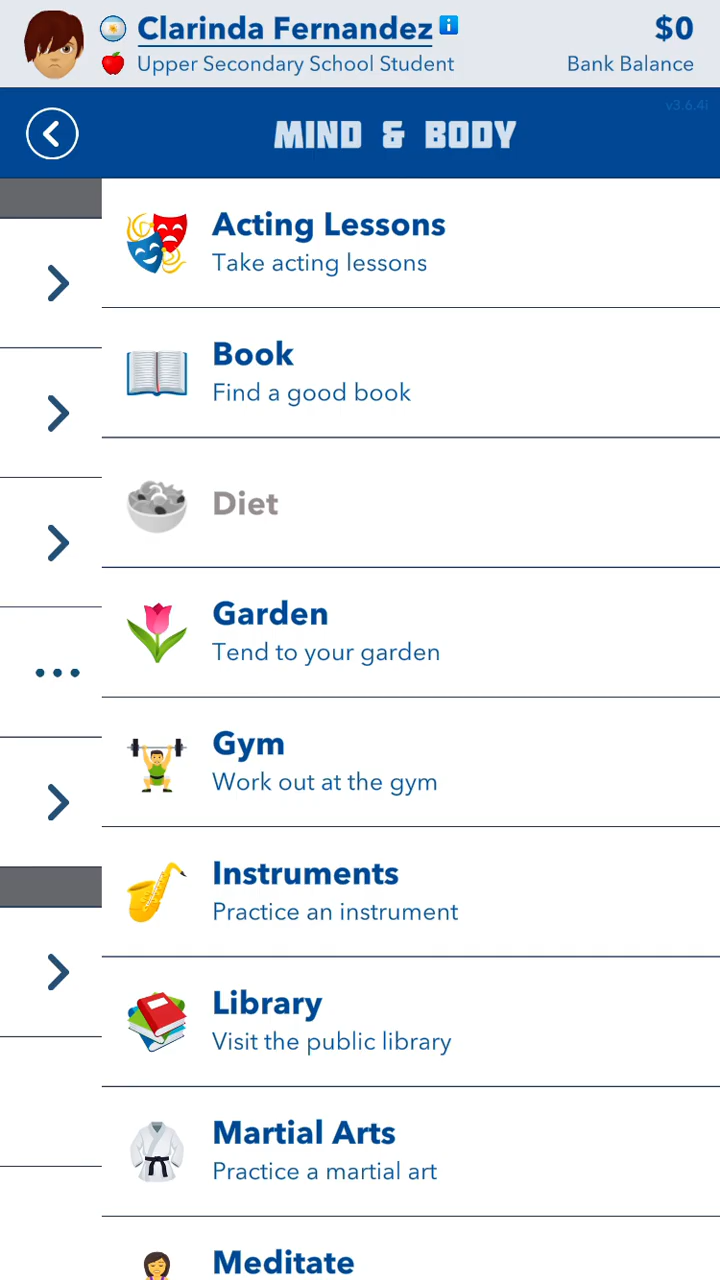 Clarinda Fernandez
$0
Upper Secondary School Student
Bank Balance
v3.6.4i
MIND & BODY
Acting Lessons
Take acting lessons
Book
Find a good book
Diet
Garden
Tend to your garden
Gym
Work out at the gym
Instruments
Practice an instrument
Library
Visit the public library
Martial Arts
Practice a martial art
Meditate